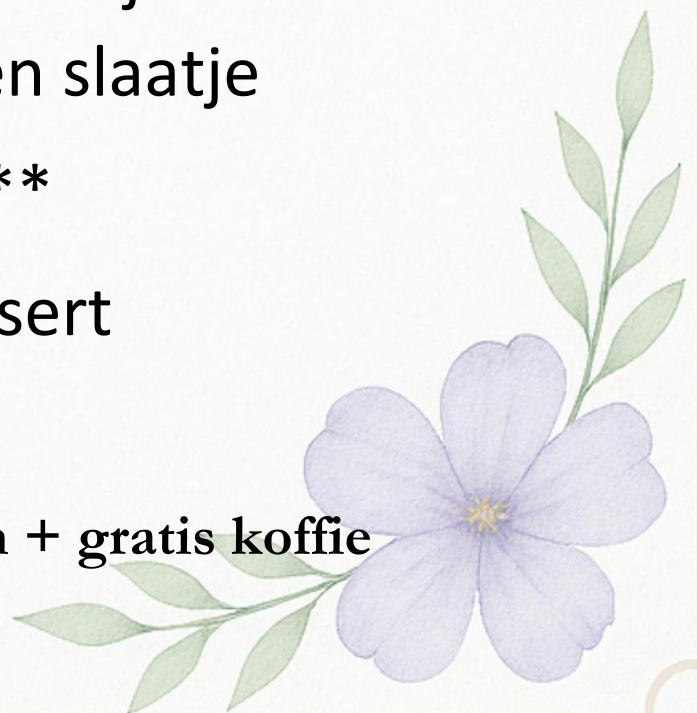 en slaatje
**
sert
+ gratis koffie